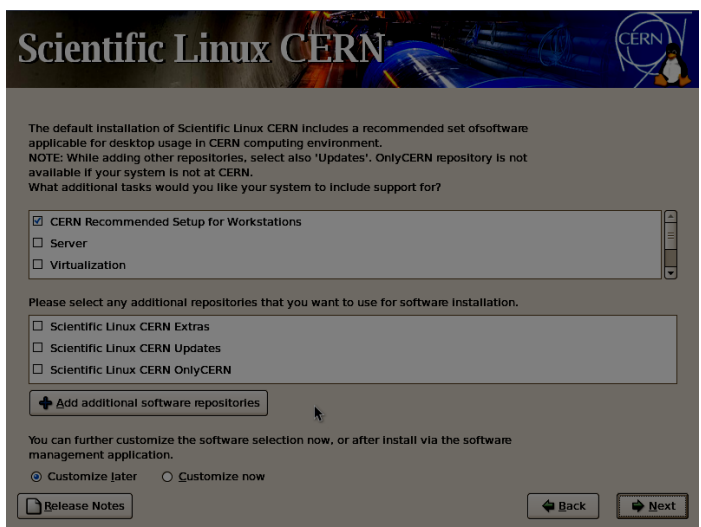 Scientific Linux CERN
CERN
The default installation of Scientific Linux CERN includes a recommended set ofsoftware
applicable for desktop usage in CERN computing environment.
NOTE: While adding other repositories, select also 'Updates'. OnlyCERN repository is not
available if your system is not at CERN.
What additional tasks would you like your system to include support for?
CERN Recommended Setup for Workstations
Server
Virtualization
Please select any additional repositories that you want to use for software installation.
Scientific Linux CERN Extras
Scientific Linux CERN Updates
Scientific Linux CERN OnlyCERN
Add additional software repositories
You can further customize the software selection now, or after install via the software
management application.
Customize later Customize now
Release Notes Back Next